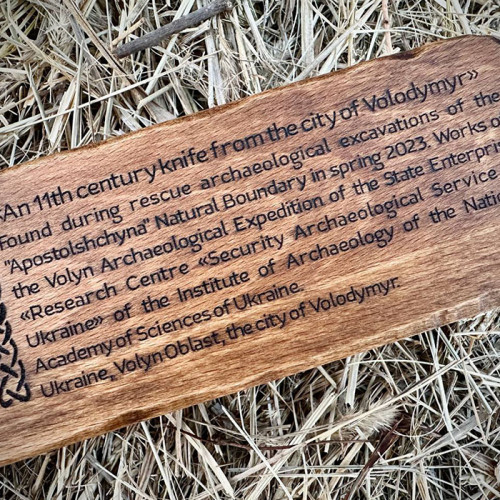 «An 11th century knife from the city of Volodymyr»
Found during rescue archaeological excavations of the
"Apostolshchyna" Natural Boundary in spring 2023. Works of
the Volyn Archaeological Expedition of the State Enterprise
«Research Centre «Security Archaeological Service
Ukraine» of the Institute of Archaeology of the
Academy of Sciences of Ukraine.
Ukraine, Volyn Oblast, the city of Volodymyr.